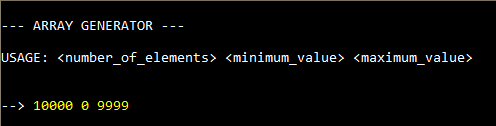 --- ARRAY GENERATOR ---
USAGE: <number_of_elements> <minimum_value> <maximum_value>
--> 10000 0 9999